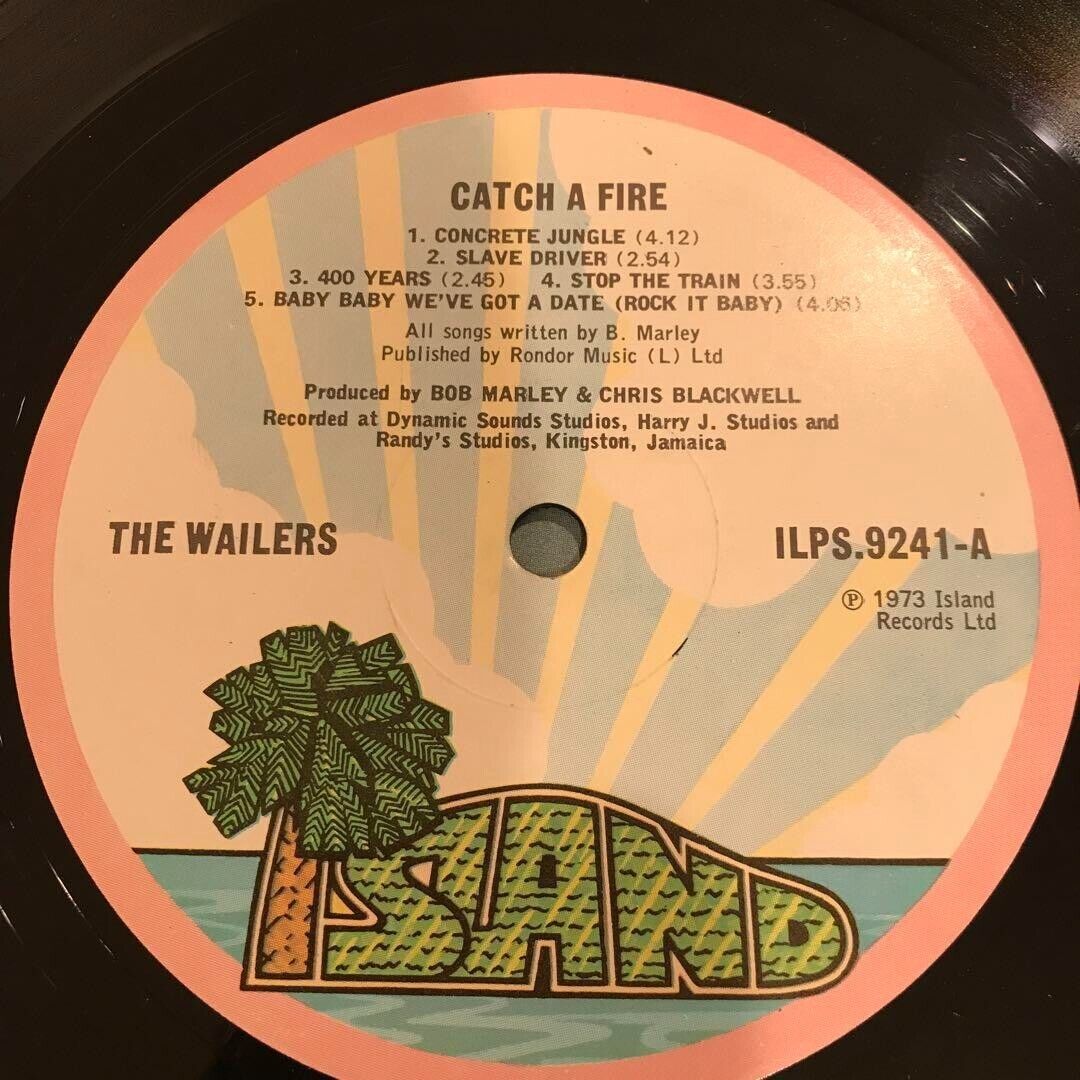 CATCH A FIRE
1. CONCRETE JUNGLE (4.12)
2. SLAVE DRIVER (2.54)
3. 400 YEARS (2.45) 4. STOP THE TRAIN (3.55)
5. BABY BABY WE'VE GOT A DATE (ROCK IT BABY) (4.06)
All songs written by B. Marley
Published by Rondor Music (L) Ltd
Produced by BOB MARLEY & CHRIS BLACKWELL
Recorded at Dynamic Sounds Studios, Harry J. Studios and
Randy's Studios, Kingston, Jamaica
THE WAILERS
ILPS.9241-A
℗ 1973 Island
Records Ltd
ISLAND